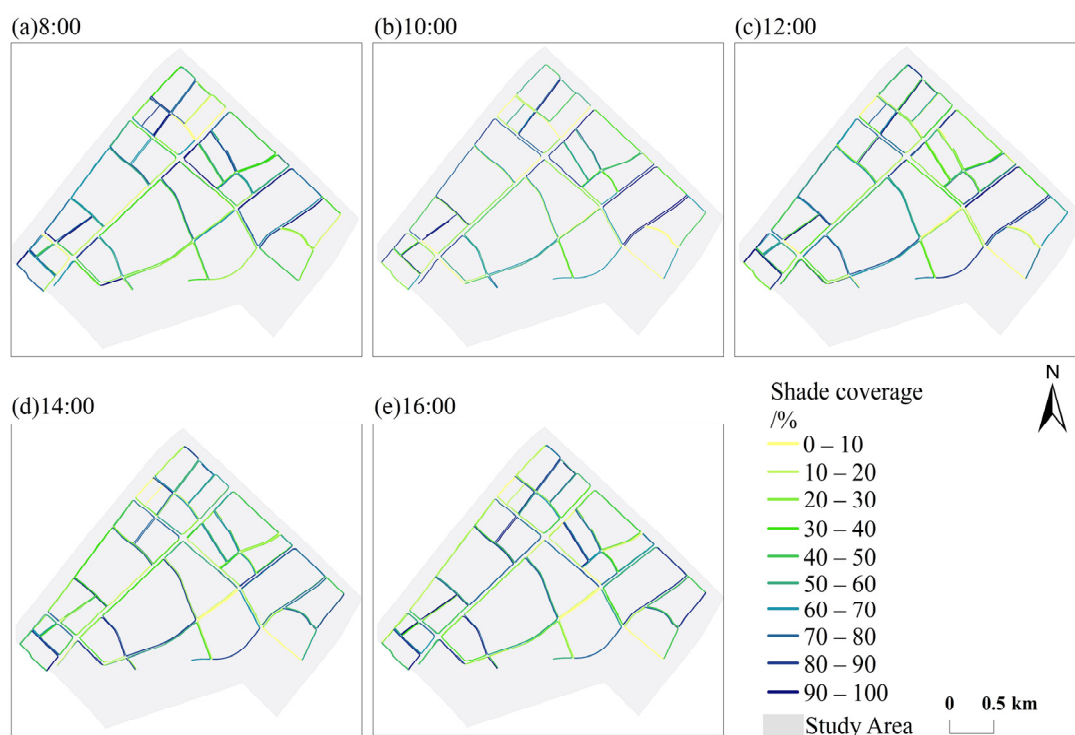 (a)8:00
(b)10:00
(c)12:00
(d)14:00
(e)16:00
N
Shade coverage
/%
0 – 10
10 – 20
20 – 30
30 – 40
40 – 50
50 – 60
60 – 70
70 – 80
80 – 90
90 – 100
Study Area
0 0.5 km